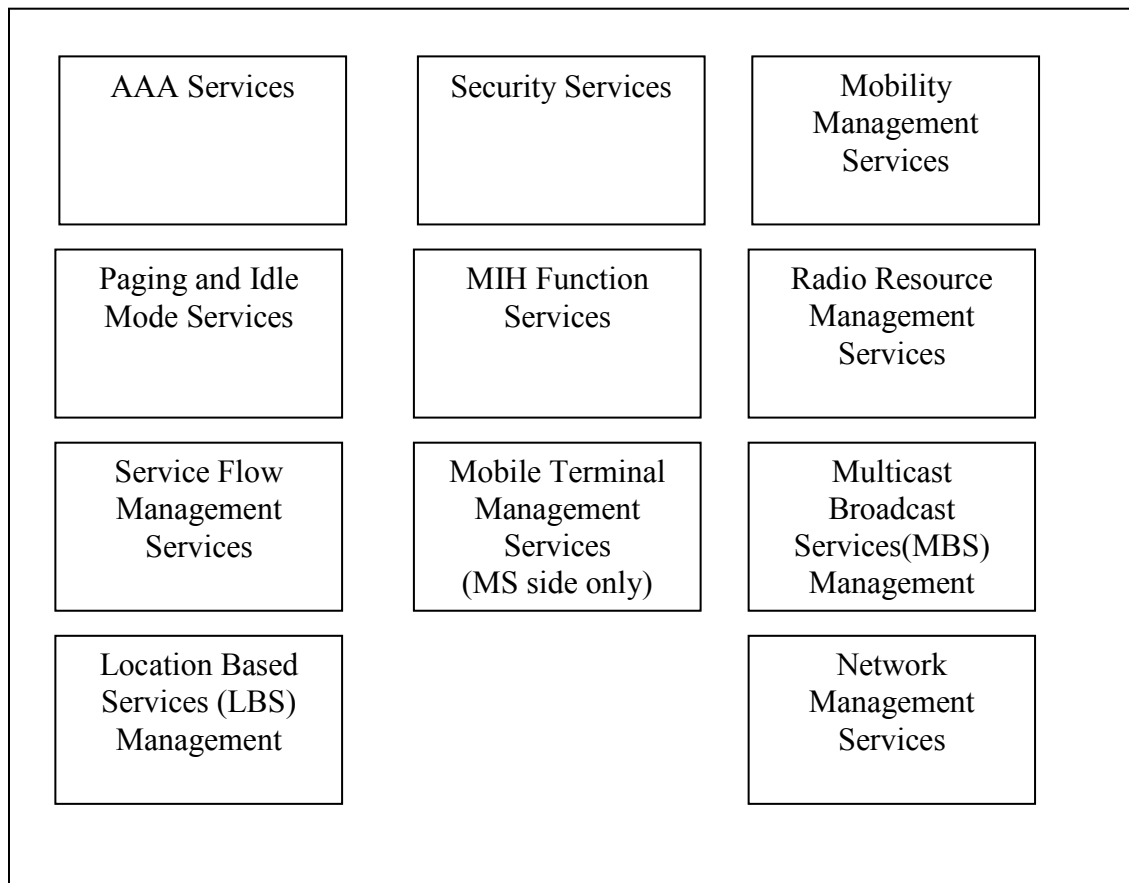 AAA Services
Security Services
Mobility
Management
Services
Paging and Idle
Mode Services
MIH Function
Services
Radio Resource
Management
Services
Service Flow
Management
Services
Mobile Terminal
Management
Services
(MS side only)
Multicast
Broadcast
Services(MBS)
Management
Location Based
Services (LBS)
Management
Network
Management
Services